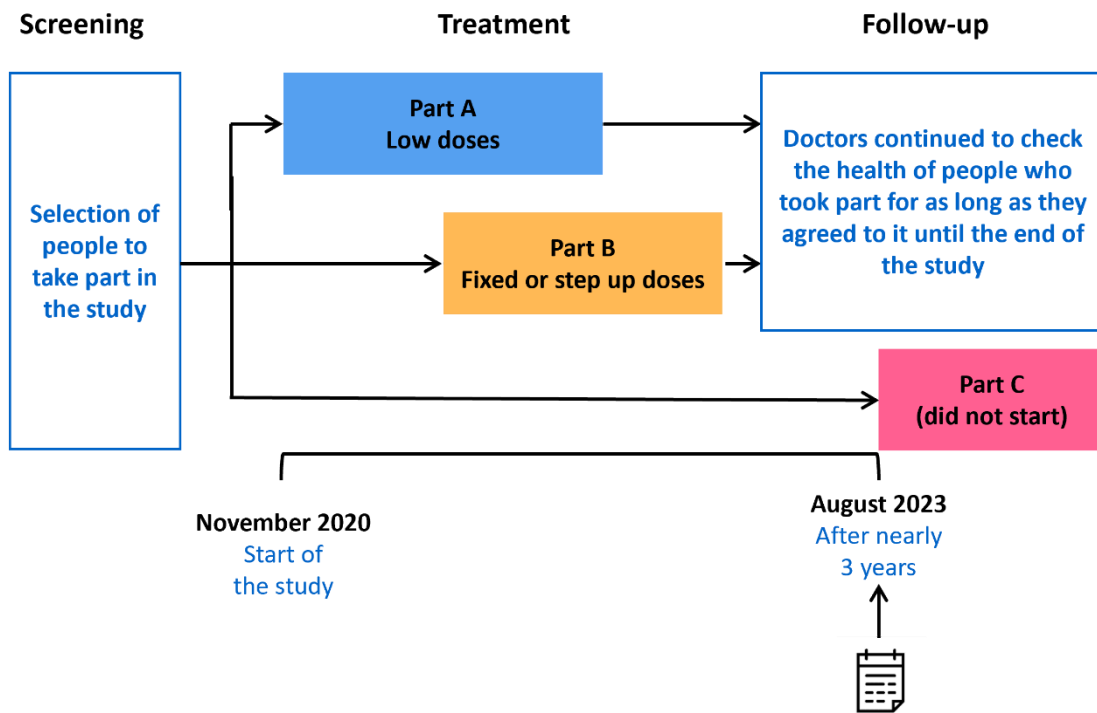 Screening
Treatment
Follow-up
Selection of
people to
take part in
the study
Part A
Low doses
Part B
Fixed or step up doses
Doctors continued to check
the health of people who
took part for as long as they
agreed to it until the end of
the study
Part C
(did not start)
November 2020
Start of
the study
August 2023
After nearly
3 years